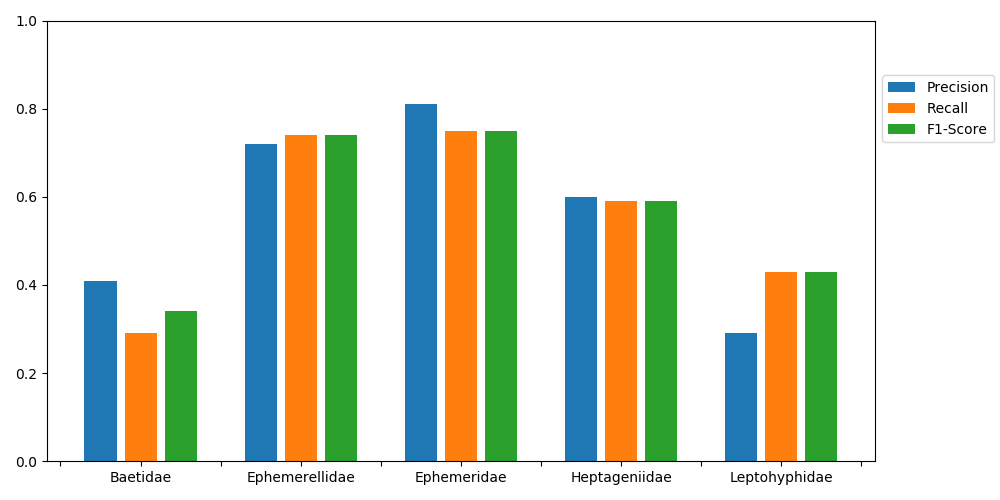 1.0
0.8
0.6
0.4
0.2
0.0
Baetidae
Ephemerellidae
Ephemeridae
Heptageniidae
Leptohyphidae
Precision
Recall
F1-Score